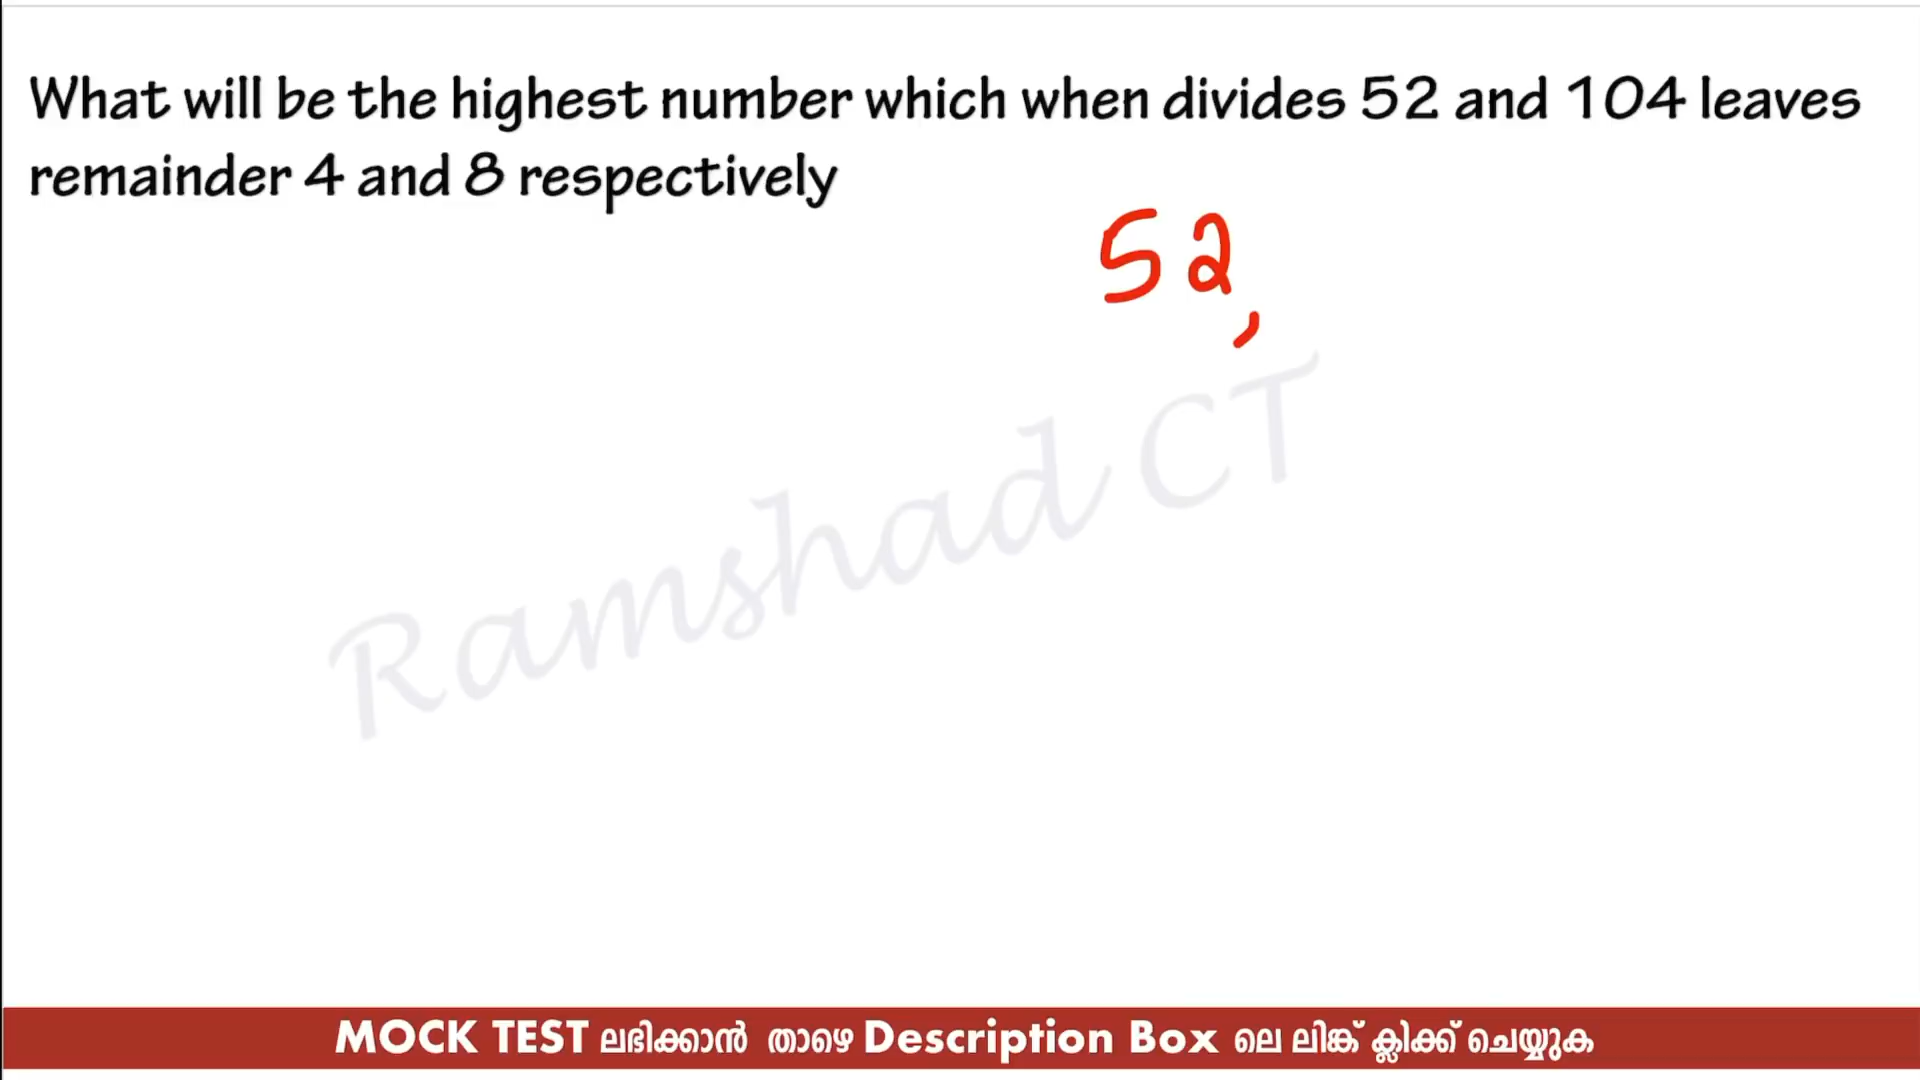 What will be the highest number which when divides 52 and 104 leaves
remainder 4 and 8 respectively
52,
Ramshad CT
MOCK TEST ലഭിക്കാൻ താഴെ Description Box ലെ ലിങ്ക് ക്ലിക്ക് ചെയ്യുക